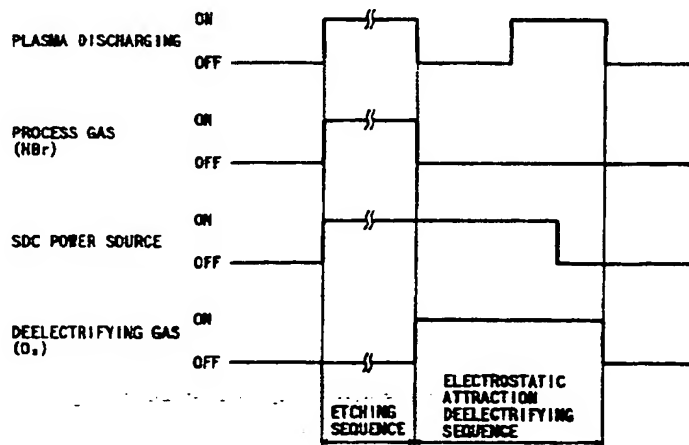 ON
PLASMA DISCHARGING
OFF
ON
PROCESS GAS
(HBr)
OFF
ON
SDC POWER SOURCE
OFF
ON
DEELECTRIFYING GAS
(O₂)
OFF
ETCHING
SEQUENCE
ELECTROSTATIC
ATTRACTION
DEELECTRIFYING
SEQUENCE